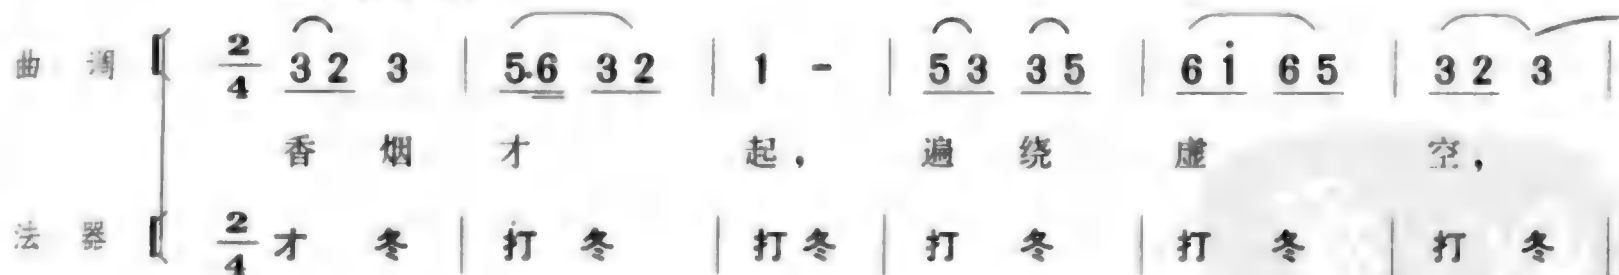 曲调 2/4 3 2 3 | 5.6 3 2 | 1 - | 5 3 3 5 | 6 i 6 5 | 3 2 3 |
香烟才起，遍绕虚空，
法器 2/4 才冬 | 打冬 | 打冬 | 打冬 | 打冬 | 打冬 |